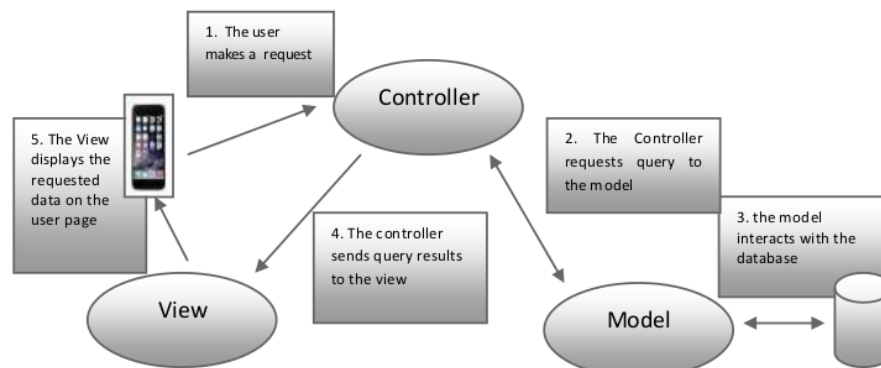 1. The user
makes a request
Controller
5. The View
displays the
requested
data on the
user page
2. The Controller
requests query to
the model
3. the model
interacts with the
database
4. The controller
sends query results
to the view
View
Model